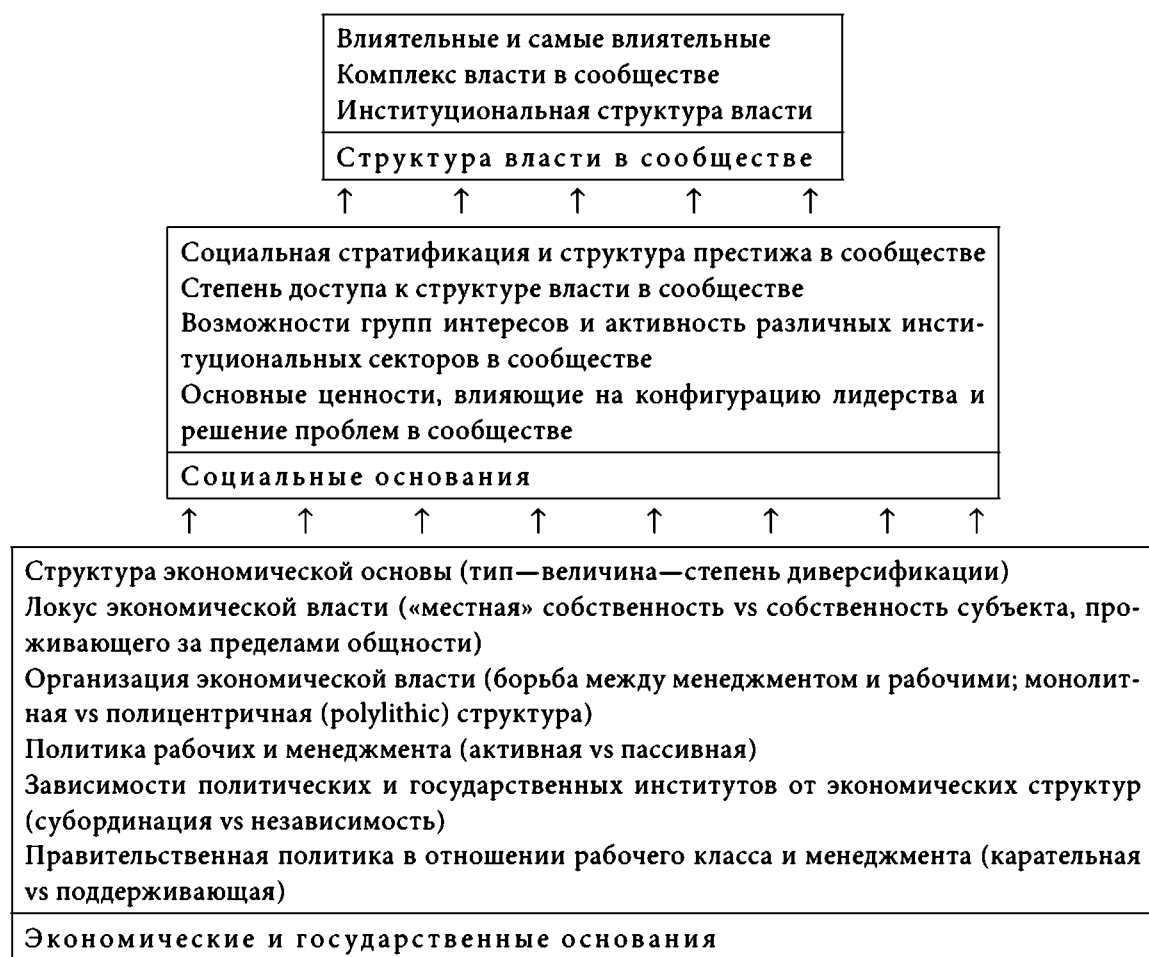 Влиятельные и самые влиятельные
Комплекс власти в сообществе
Институциональная структура власти
Структура власти в сообществе
↑ ↑ ↑ ↑ ↑
Социальная стратификация и структура престижа в сообществе
Степень доступа к структуре власти в сообществе
Возможности групп интересов и активность различных инсти-
туциональных секторов в сообществе
Основные ценности, влияющие на конфигурацию лидерства и
решение проблем в сообществе
Социальные основания
↑ ↑ ↑ ↑ ↑ ↑ ↑ ↑
Структура экономической основы (тип—величина—степень диверсификации)
Локус экономической власти («местная» собственность vs собственность субъекта, про-
живающего за пределами общности)
Организация экономической власти (борьба между менеджментом и рабочими; монолит-
ная vs полицентричная (polylithic) структура)
Политика рабочих и менеджмента (активная vs пассивная)
Зависимости политических и государственных институтов от экономических структур
(субординация vs независимость)
Правительственная политика в отношении рабочего класса и менеджмента (карательная
vs поддерживающая)
Экономические и государственные основания